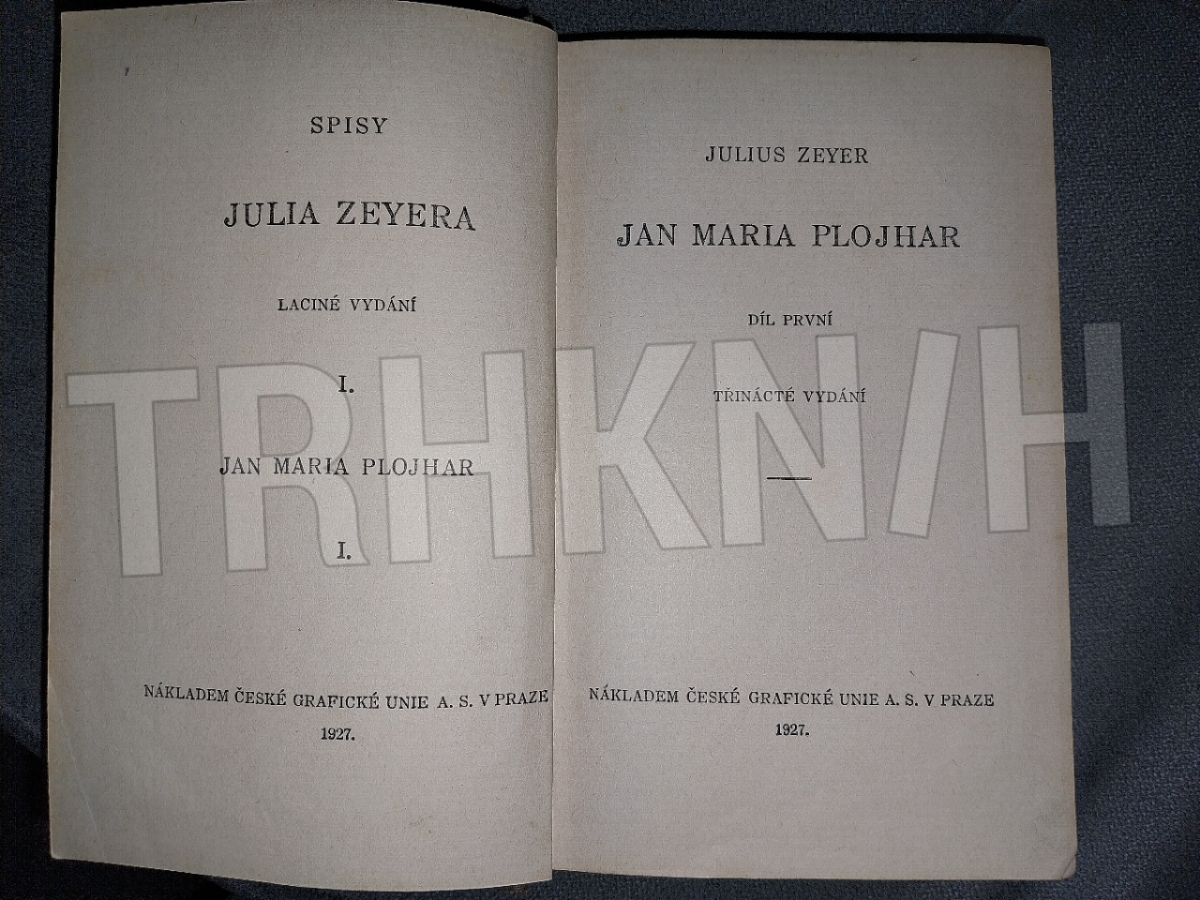 SPISY
JULIA ZEYERA
LACINÉ VYDÁNÍ
I.
JAN MARIA PLOJHAR
I.
NÁKLADEM ČESKÉ GRAFICKÉ UNIE A. S. V PRAZE
1927.
JULIUS ZEYER
JAN MARIA PLOJHAR
DÍL PRVNÍ
TŘINÁCTÉ VYDÁNÍ
NÁKLADEM ČESKÉ GRAFICKÉ UNIE A. S. V PRAZE
1927.
TRHKN/H